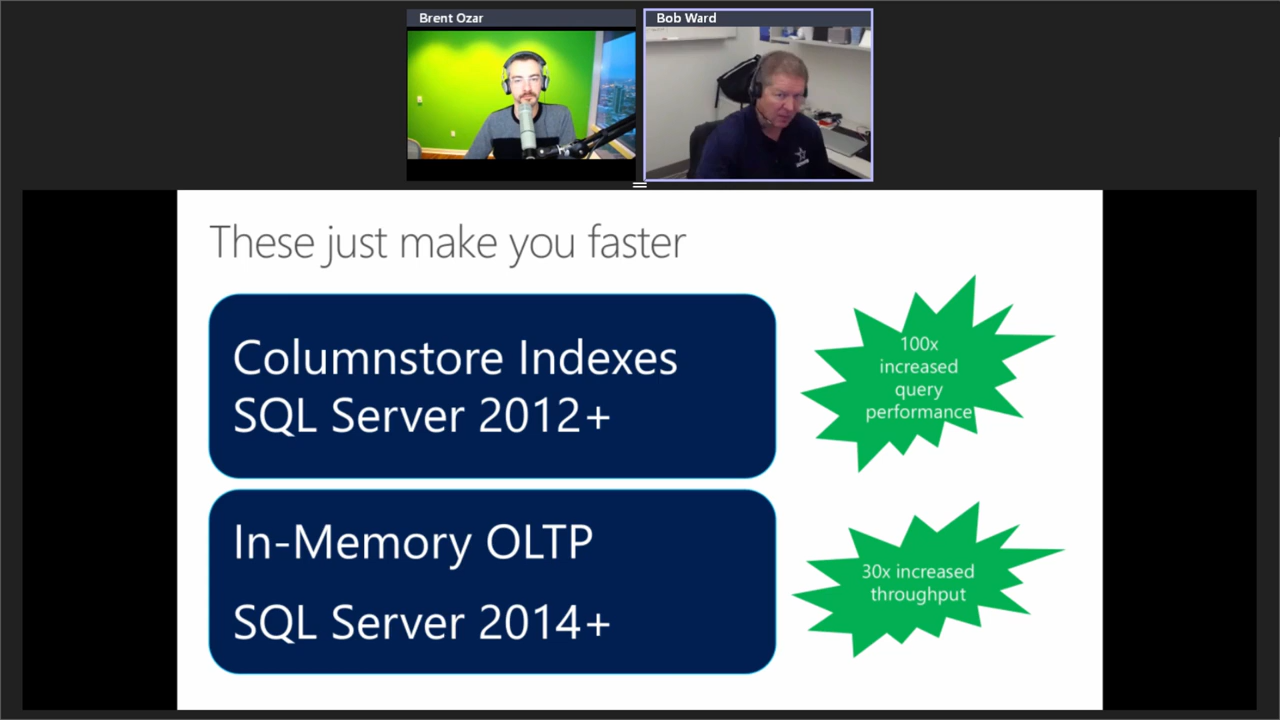 Brent Ozar
Bob Ward
These just make you faster
Columnstore Indexes
SQL Server 2012+
100x
increased
query
performance
In-Memory OLTP
SQL Server 2014+
30x increased
throughput